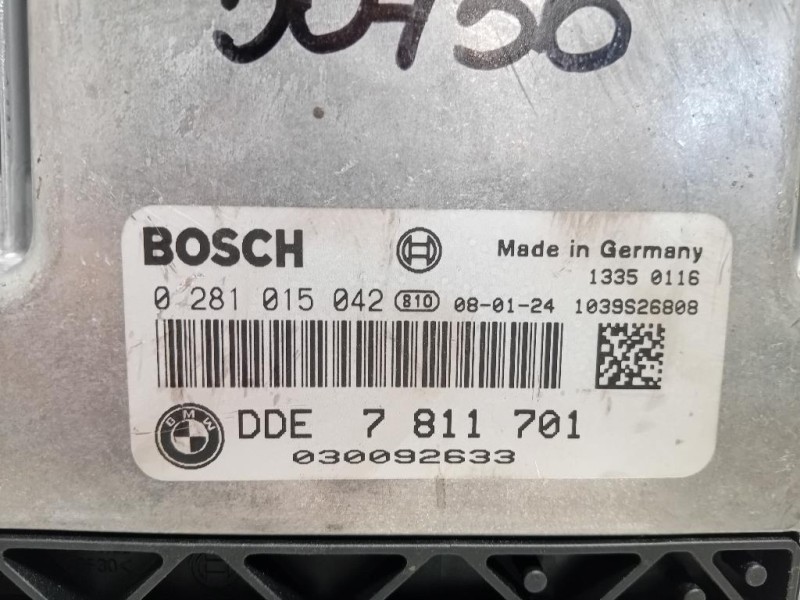 BOSCH
Made in Germany
1335 0116
0 281 015 042 810 08-01-24 1039S26808
BMW
DDE 7 811 701
030092633